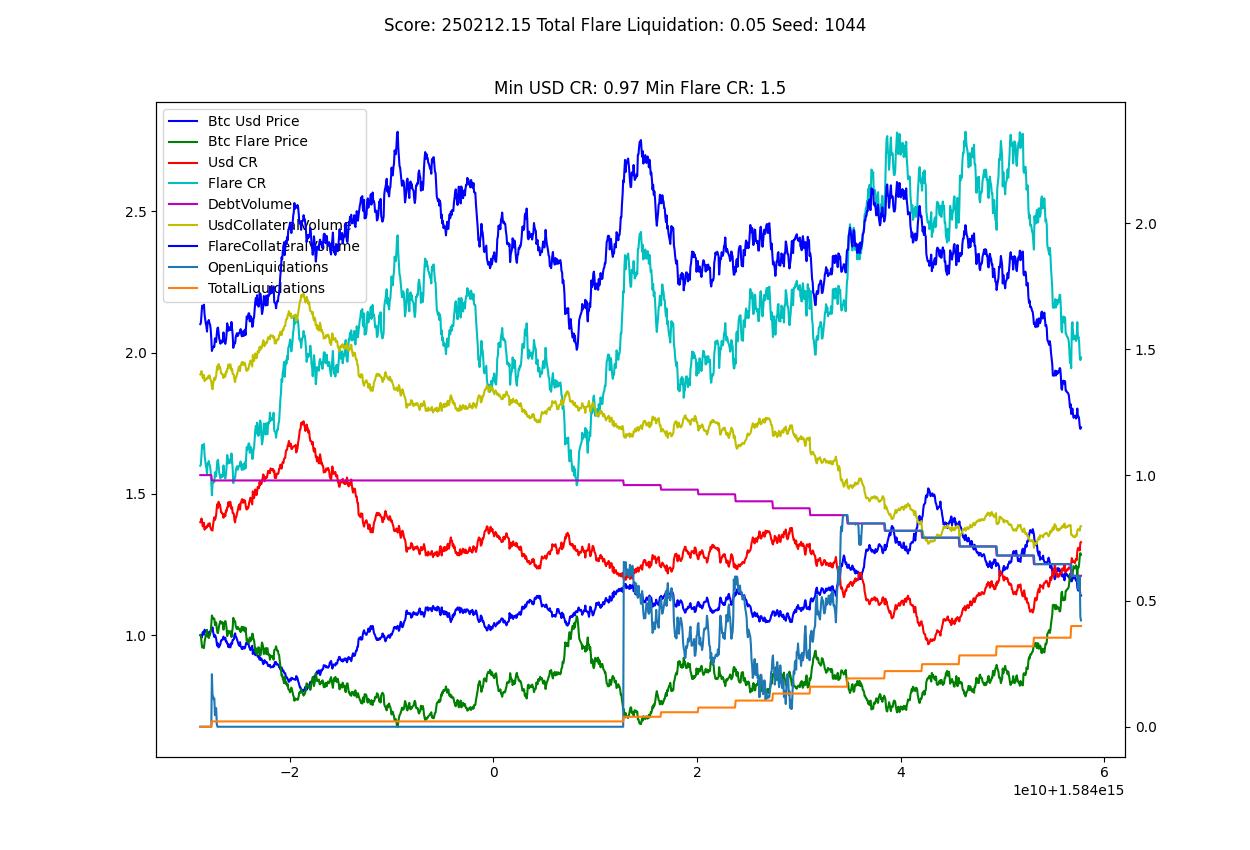 Score: 250212.15 Total Flare Liquidation: 0.05 Seed: 1044
Min USD CR: 0.97 Min Flare CR: 1.5
Btc Usd Price
Btc Flare Price
Usd CR
Flare CR
DebtVolume
UsdCollateralVolume
FlareCollateralVolume
OpenLiquidations
TotalLiquidations
2.5
2.0
1.5
1.0
2.0
1.5
1.0
0.5
0.0
−2
0
2
4
6
1e10+1.584e15